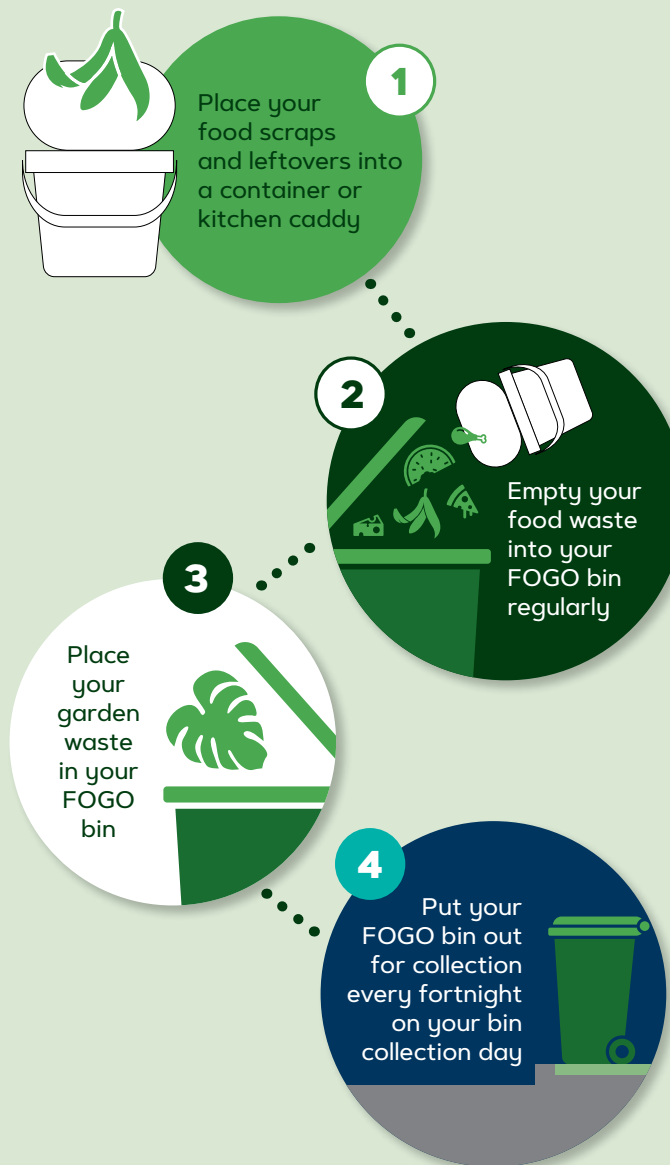 1
Place your
food scraps
and leftovers into
a container or
kitchen caddy
2
Empty your
food waste
into your
FOGO bin
regularly
3
Place
your
garden
waste
in your
FOGO
bin
4
Put your
FOGO bin out
for collection
every fortnight
on your bin
collection day